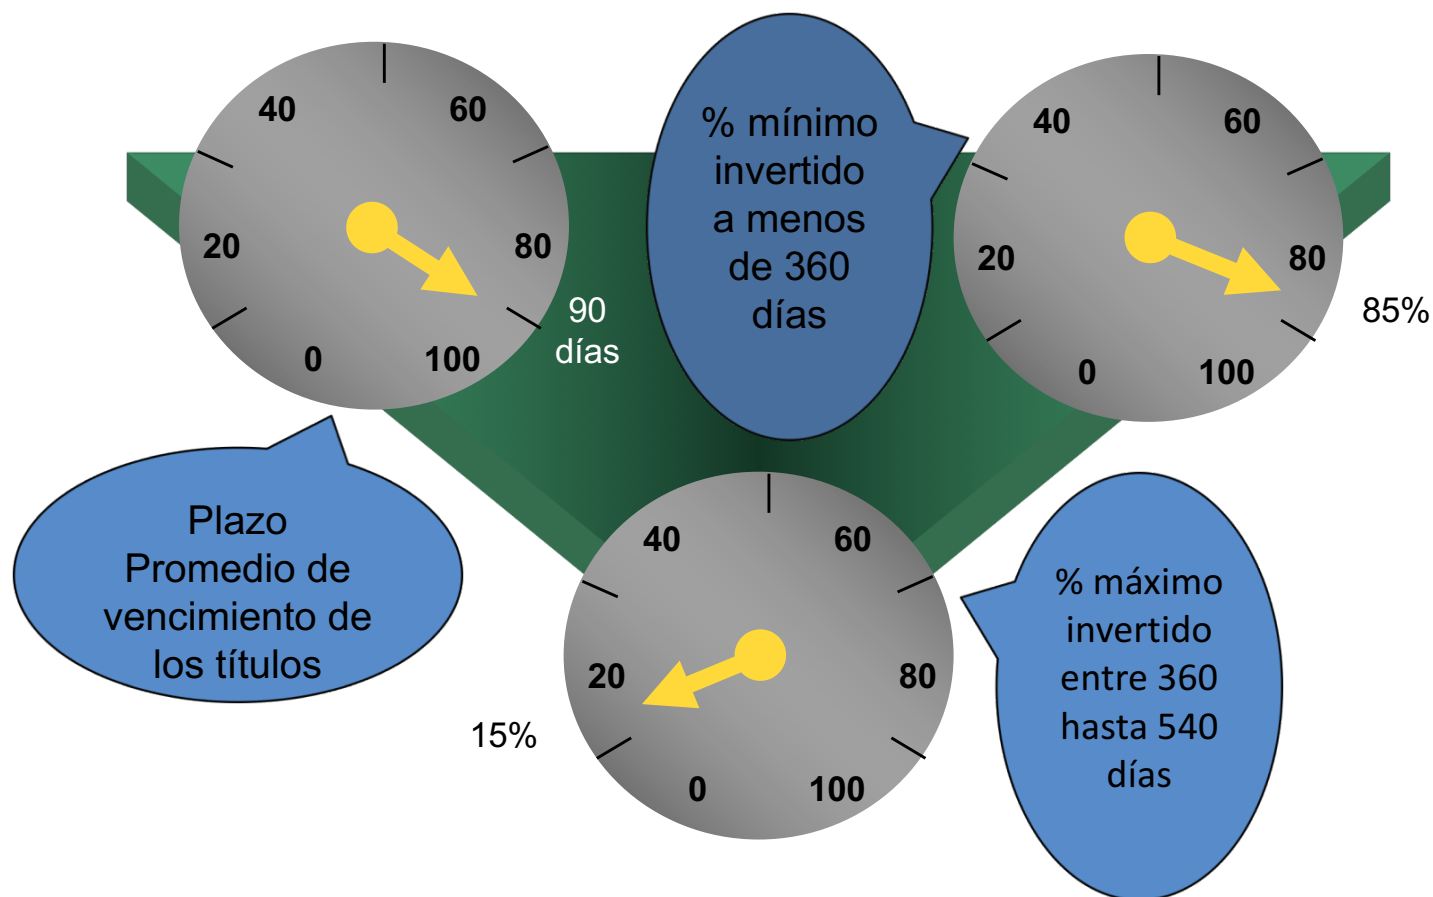 40
60
20
80
0
100
90
días
% mínimo
invertido
a menos
de 360
días
40
60
20
80
0
100
85%
Plazo
Promedio de
vencimiento de
los títulos
40
60
20
80
0
100
15%
% máximo
invertido
entre 360
hasta 540
días